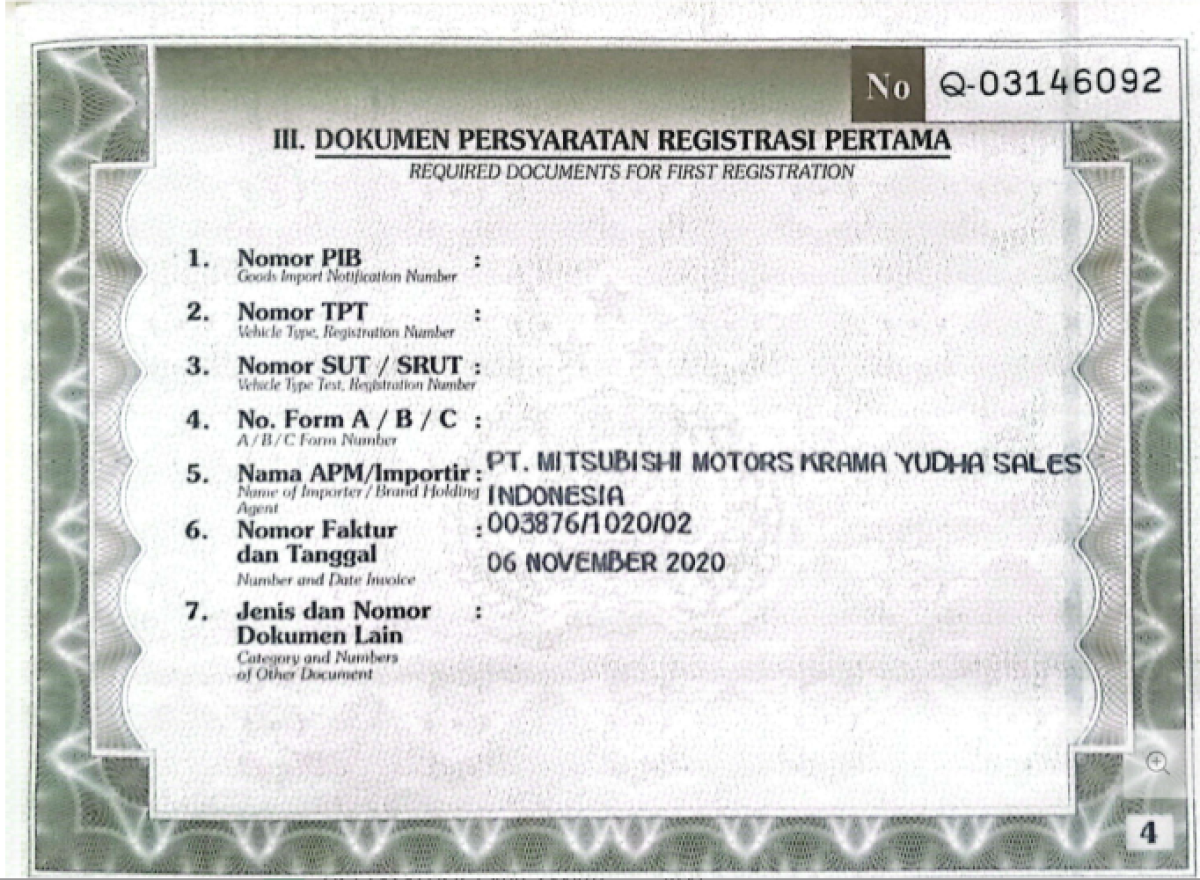 No Q-03146092
III. DOKUMEN PERSYARATAN REGISTRASI PERTAMA
REQUIRED DOCUMENTS FOR FIRST REGISTRATION
1. Nomor PIB :
Goods Import Notification Number
2. Nomor TPT :
Vehicle Type, Registration Number
3. Nomor SUT / SRUT :
Vehicle Type Test, Registration Number
4. No. Form A / B / C :
A / B / C Form Number
5. Nama APM/Importir : PT. MITSUBISHI MOTORS KRAMA YUDHA SALES
Name of Importer / Brand Holding INDONESIA
Agent
6. Nomor Faktur : 003876/1020/02
dan Tanggal 06 NOVEMBER 2020
Number and Date Invoice
7. Jenis dan Nomor :
Dokumen Lain
Category and Numbers
of Other Document
4